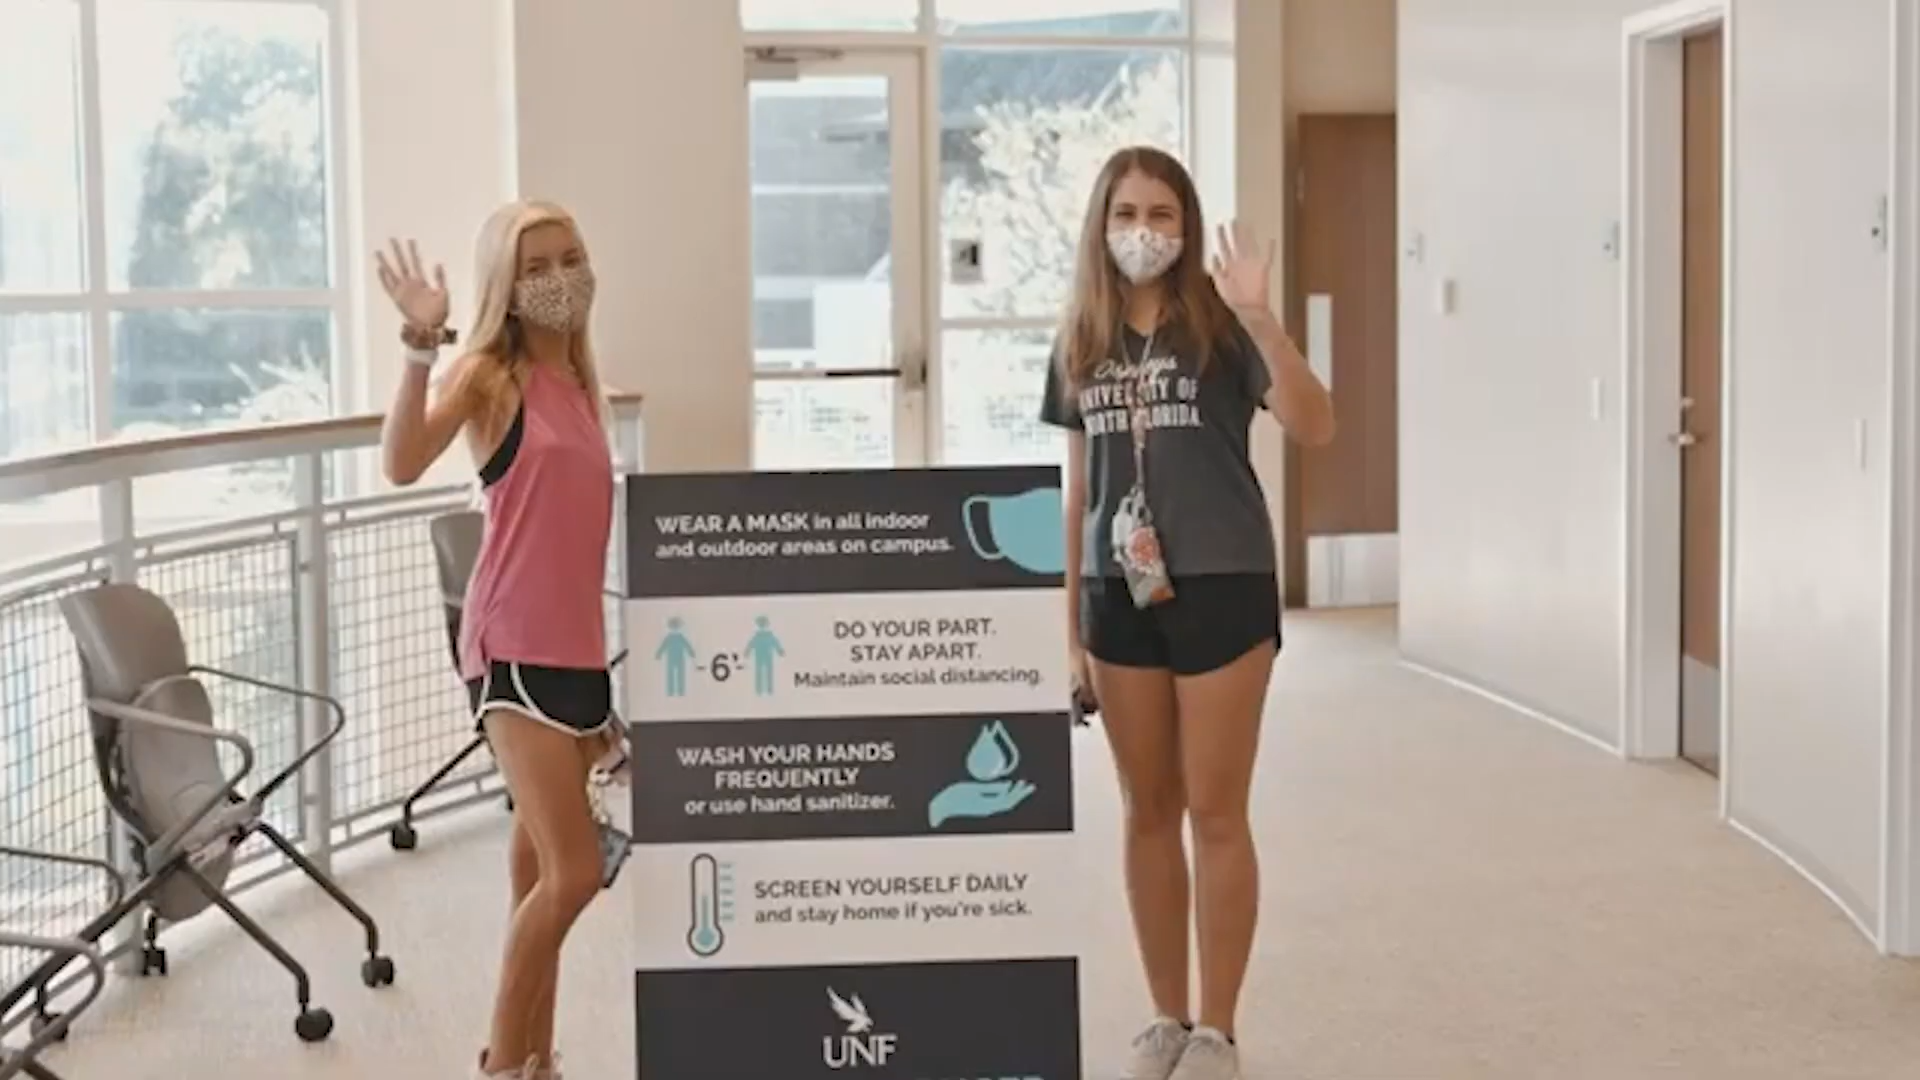 Ospreys
UNIVERSITY OF
NORTH FLORIDA
WEAR A MASK in all indoor
and outdoor areas on campus.
-6'-
DO YOUR PART.
STAY APART.
Maintain social distancing.
WASH YOUR HANDS
FREQUENTLY
or use hand sanitizer.
SCREEN YOURSELF DAILY
and stay home if you're sick.
UNF